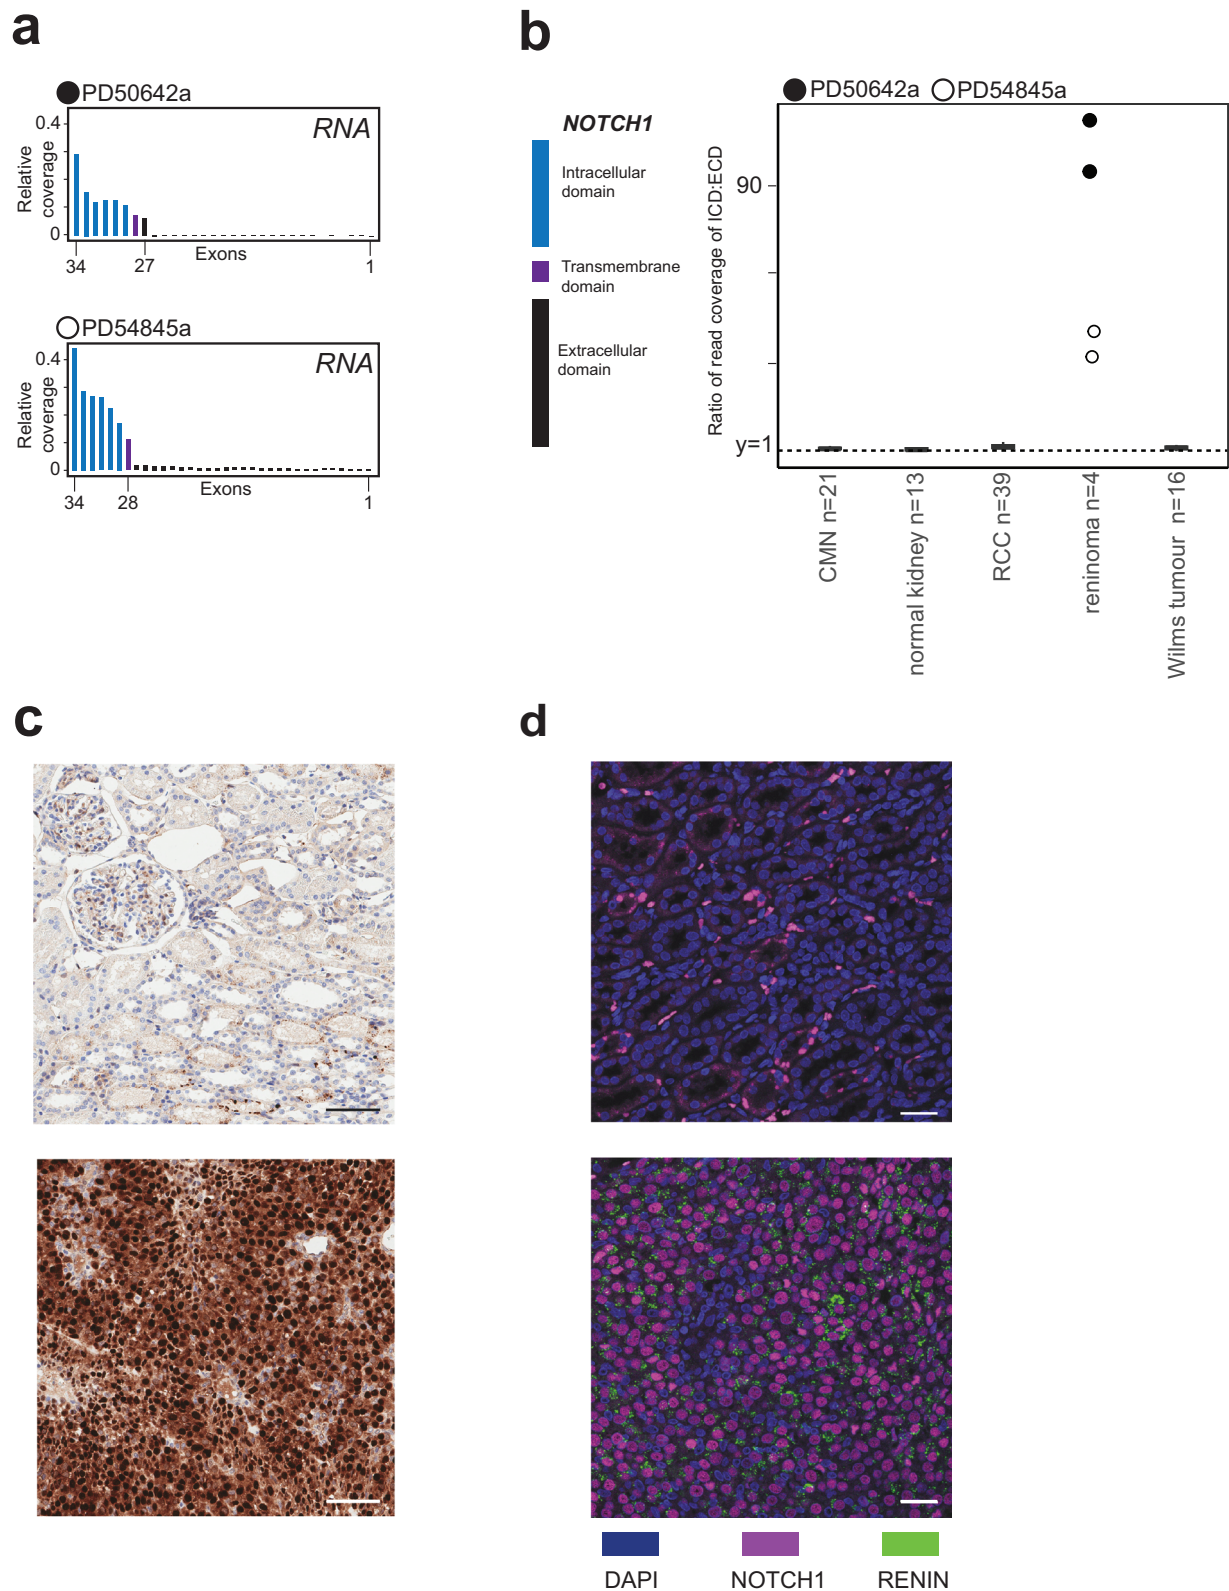 a
PD50642a
RNA
0.4
0
Relative
coverage
Exons
34
27
1
PD54845a
RNA
0.4
0
Relative
coverage
Exons
34
28
1
b
NOTCH1
Intracellular
domain
Transmembrane
domain
Extracellular
domain
PD50642a
PD54845a
Ratio of read coverage of ICD:ECD
90
y=1
CMN n=21
normal kidney n=13
RCC n=39
reninoma n=4
Wilms tumour n=16
c
d
DAPI
NOTCH1
RENIN